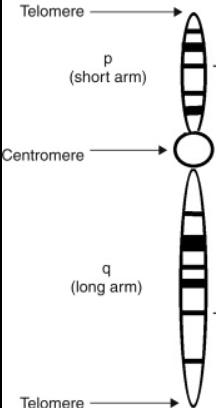 Telomere
p
(short arm)
Centromere
q
(long arm)
Telomere